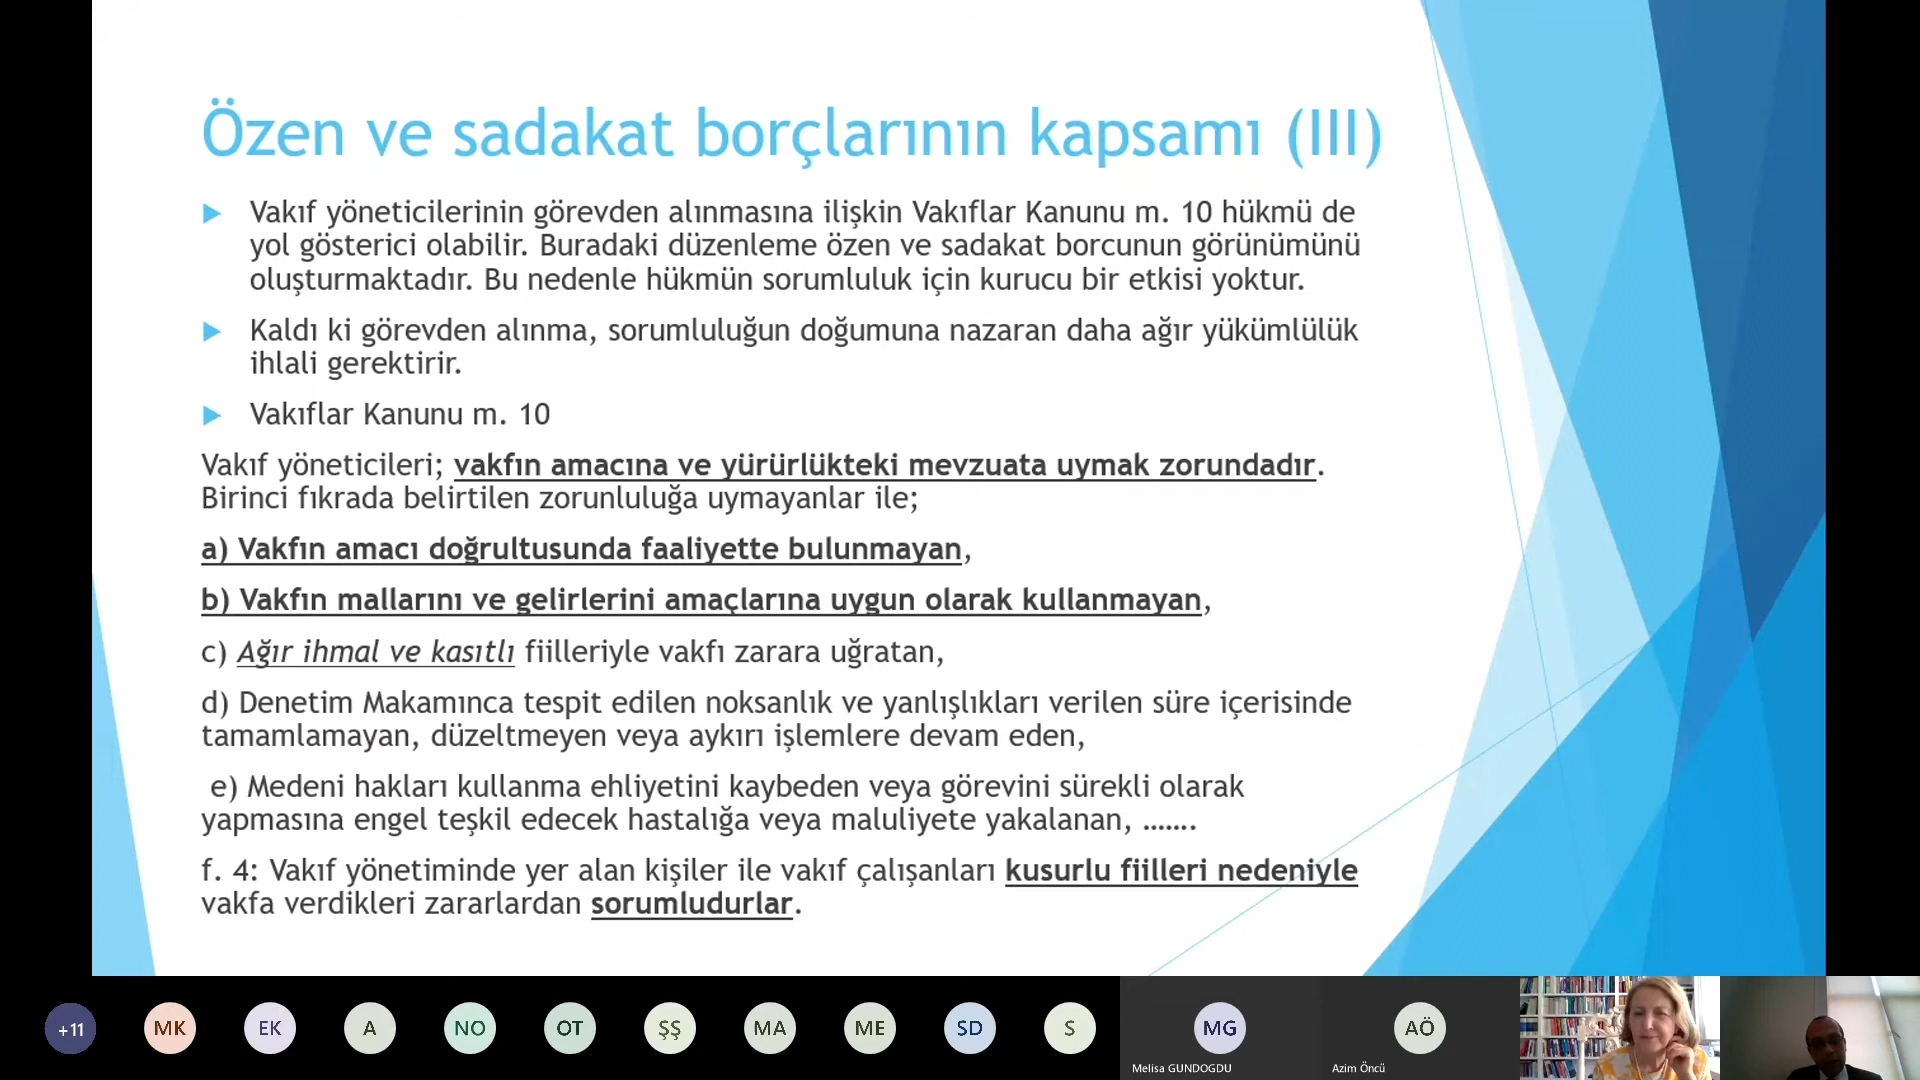 Özen ve sadakat borçlarının kapsamı (III)
Vakıf yöneticilerinin görevden alınmasına ilişkin Vakıflar Kanunu m. 10 hükmü de
yol gösterici olabilir. Buradaki düzenleme özen ve sadakat borcunun görünümünü
oluşturmaktadır. Bu nedenle hükmün sorumluluk için kurucu bir etkisi yoktur.
Kaldı ki görevden alınma, sorumluluğun doğumuna nazaran daha ağır yükümlülük
ihlali gerektirir.
Vakıflar Kanunu m. 10
Vakıf yöneticileri; vakfın amacına ve yürürlükteki mevzuata uymak zorundadır.
Birinci fıkrada belirtilen zorunluluğa uymayanlar ile;
a) Vakfın amacı doğrultusunda faaliyette bulunmayan,
b) Vakfın mallarını ve gelirlerini amaçlarına uygun olarak kullanmayan,
c) Ağır ihmal ve kasıtlı fiilleriyle vakfı zarara uğratan,
d) Denetim Makamınca tespit edilen noksanlık ve yanlışlıkları verilen süre içerisinde
tamamlamayan, düzeltmeyen veya aykırı işlemlere devam eden,
e) Medeni hakları kullanma ehliyetini kaybeden veya görevini sürekli olarak
yapmasına engel teşkil edecek hastalığa veya maluliyete yakalanan, …….
f. 4: Vakıf yönetiminde yer alan kişiler ile vakıf çalışanları kusurlu fiilleri nedeniyle
vakfa verdikleri zararlardan sorumludurlar.
+11 MK EK A NO OT ŞŞ MA ME SD S MG AÖ
Melisa GUNDOGDU Azim Öncü